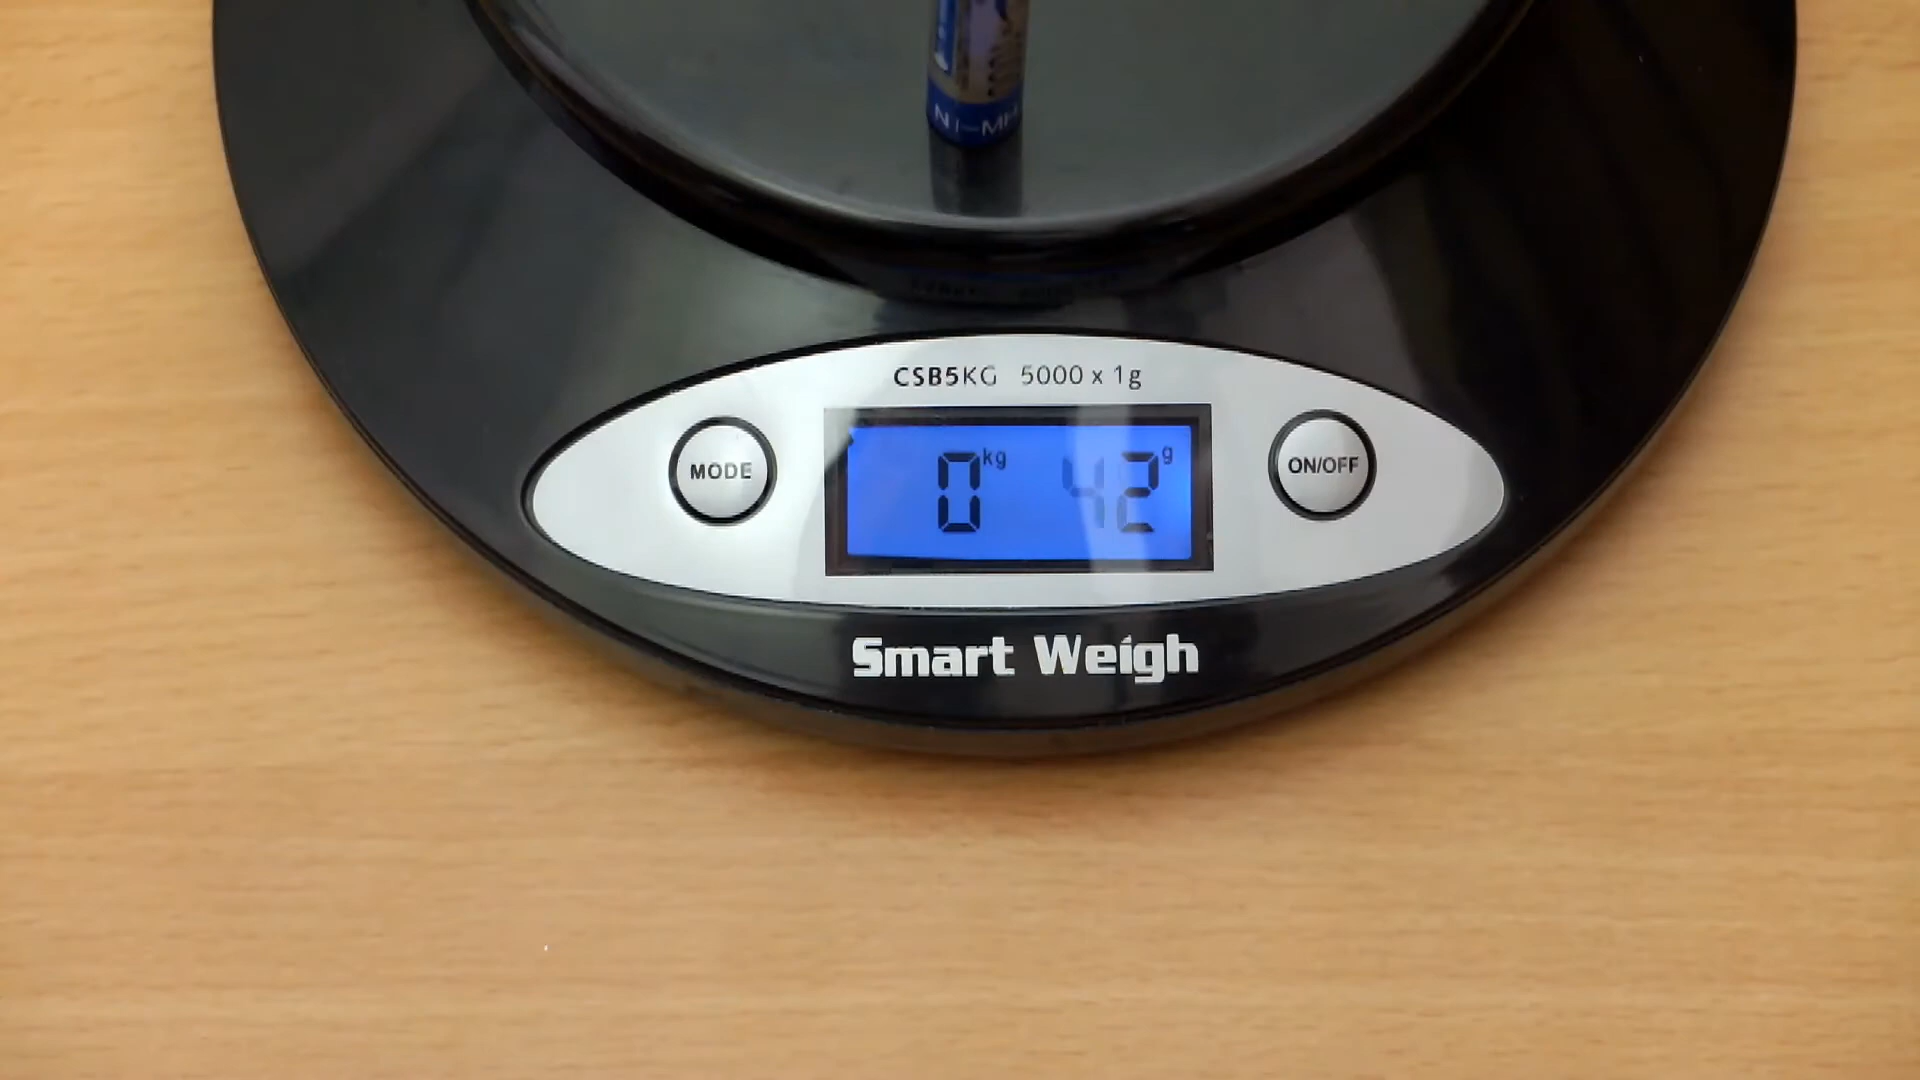 NI-MH
CSB5KG 5000 x 1g
MODE
0 kg 42 g
ON/OFF
Smart Weigh